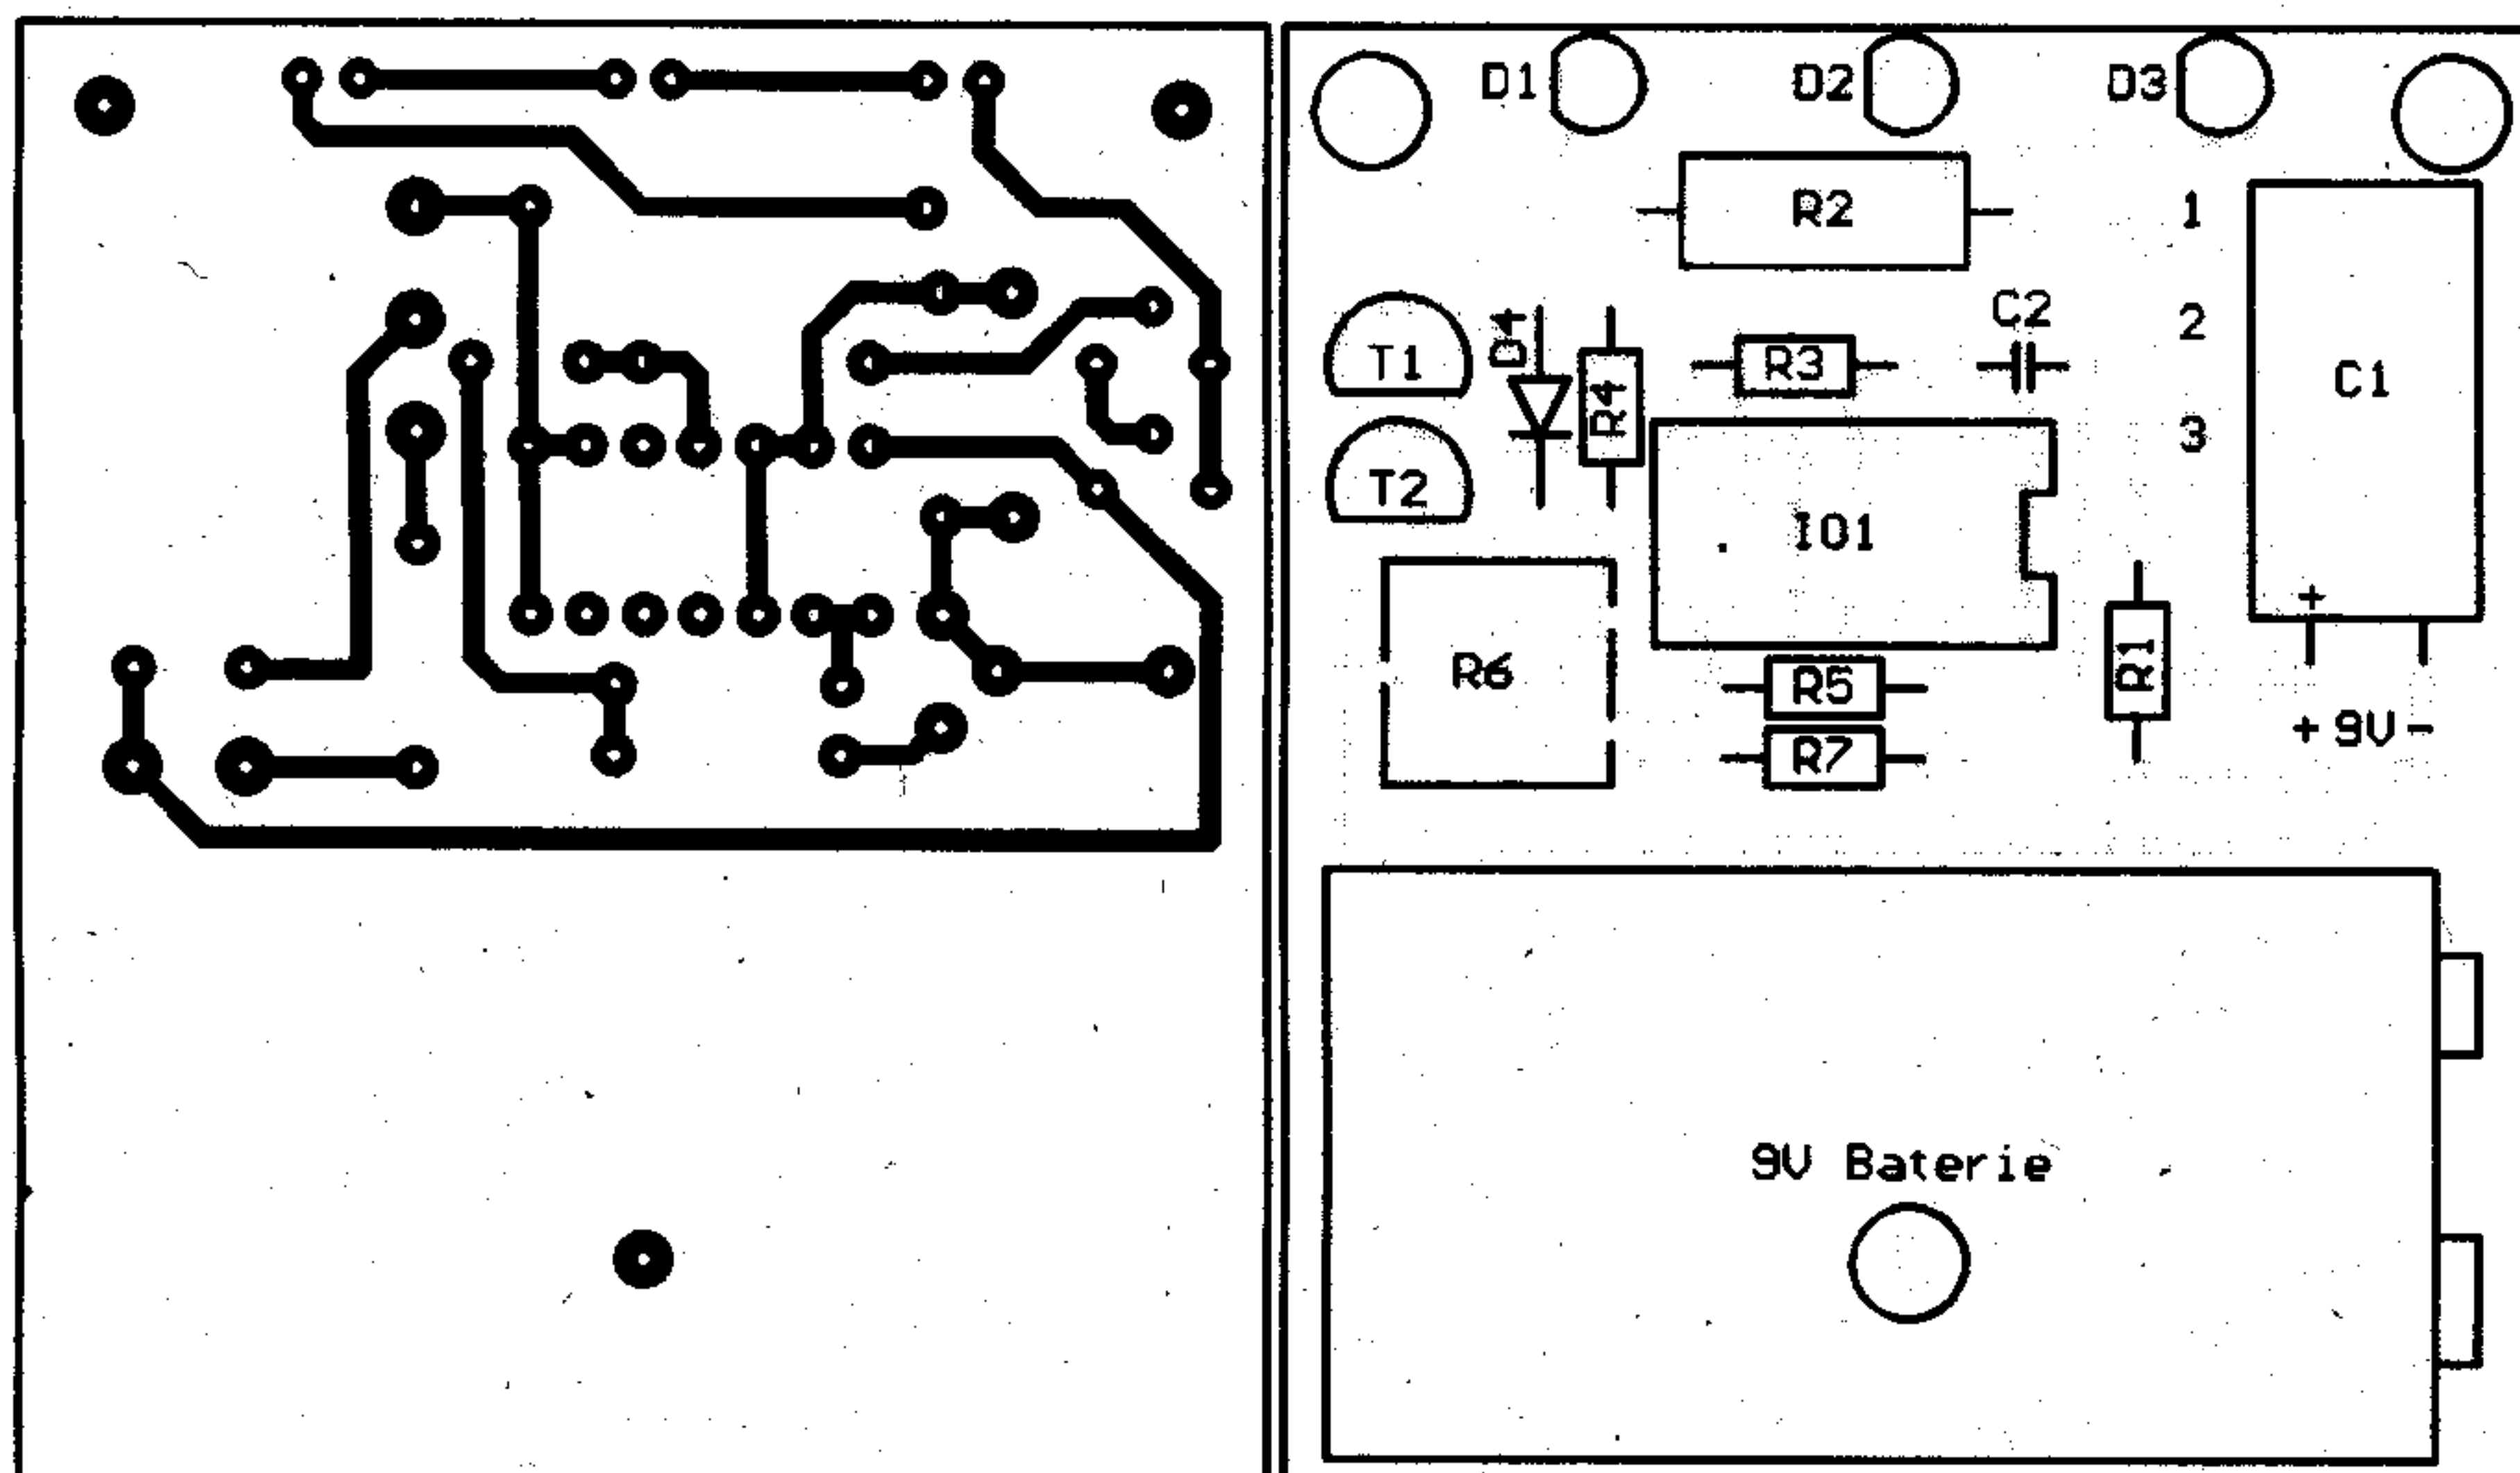 D1 D2 D3
R2 1
C2 2
D4
T1 R3 C1
R4 3
T2
IO1
+
R6 R5 R1
R7 +9V-
9V Baterie